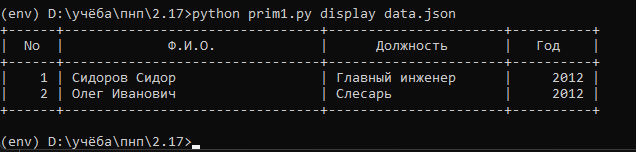 (env) D:\учёба\пнп\2.17>python prim1.py display data.json
+------+--------------------------------+----------------------+----------+
|  No  |             Ф.И.О.             |      Должность       |   Год    |
+------+--------------------------------+----------------------+----------+
|    1 | Сидоров Сидор                  | Главный инженер      |     2012 |
|    2 | Олег Иванович                  | Слесарь              |     2012 |
+------+--------------------------------+----------------------+----------+
(env) D:\учёба\пнп\2.17>